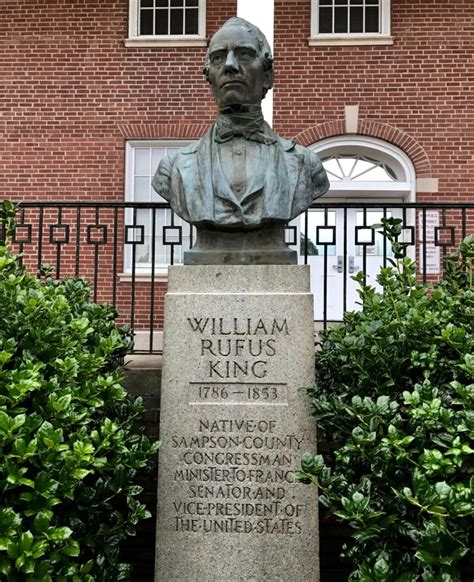 WILLIAM
RUFUS
KING
1786–1853
NATIVE OF
SAMPSON COUNTY
CONGRESSMAN
MINISTER TO FRANCE
SENATOR AND
VICE-PRESIDENT OF
THE UNITED STATES